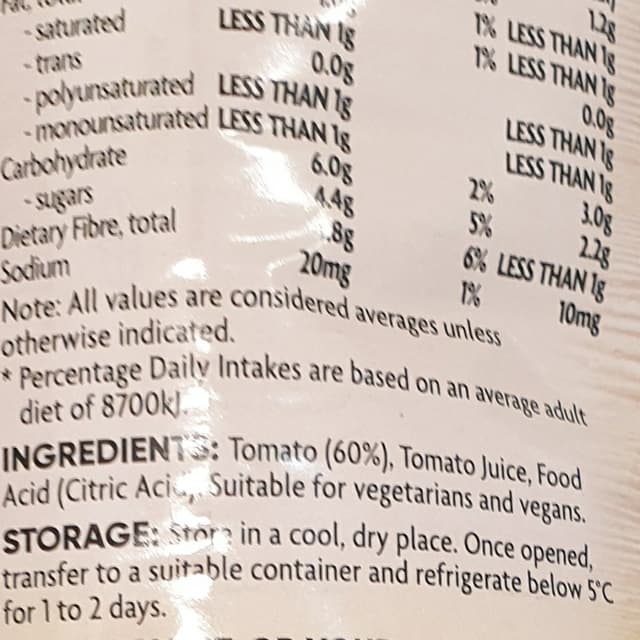 1.2g
- saturated LESS THAN 1g 1% LESS THAN 1g
- trans 0.0g 1% LESS THAN 1g
- polyunsaturated LESS THAN 1g 0.0g
- monounsaturated LESS THAN 1g LESS THAN 1g
Carbohydrate 6.0g LESS THAN 1g
- sugars 4.4g 2% 3.0g
Dietary Fibre, total .8g 5% 2.2g
Sodium 20mg 6% LESS THAN 1g
1% 10mg
Note: All values are considered averages unless
otherwise indicated.
* Percentage Daily Intakes are based on an average adult
diet of 8700kJ.
INGREDIENTS: Tomato (60%), Tomato Juice, Food
Acid (Citric Acid). Suitable for vegetarians and vegans.
STORAGE: Store in a cool, dry place. Once opened,
transfer to a suitable container and refrigerate below 5°C
for 1 to 2 days.